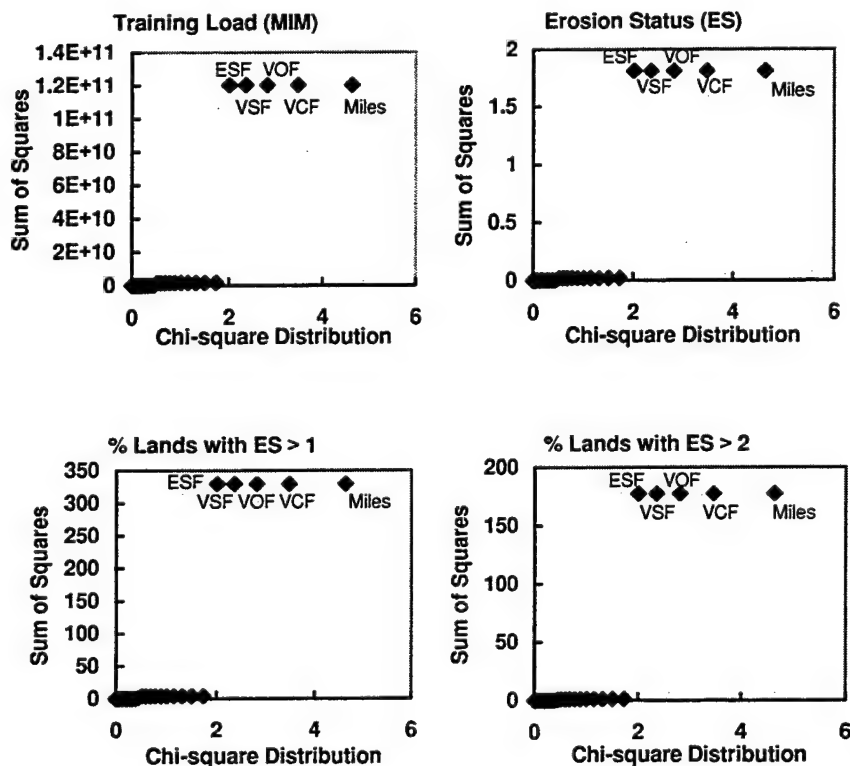 Training Load (MIM)
Sum of Squares
1.4E+11
1.2E+11
1E+11
8E+10
6E+10
4E+10
2E+10
0
ESF VOF
VSF VCF Miles
0 2 4 6
Chi-square Distribution
Erosion Status (ES)
Sum of Squares
2
1.5
1
0.5
0
ESF VOF
VSF VCF Miles
0 2 4 6
Chi-square Distribution
% Lands with ES > 1
Sum of Squares
350
300
250
200
150
100
50
0
ESF
VSF VOF VCF Miles
0 2 4 6
Chi-square Distribution
% Lands with ES > 2
Sum of Squares
200
150
100
50
0
ESF VOF
VSF VCF Miles
0 2 4 6
Chi-square Distribution